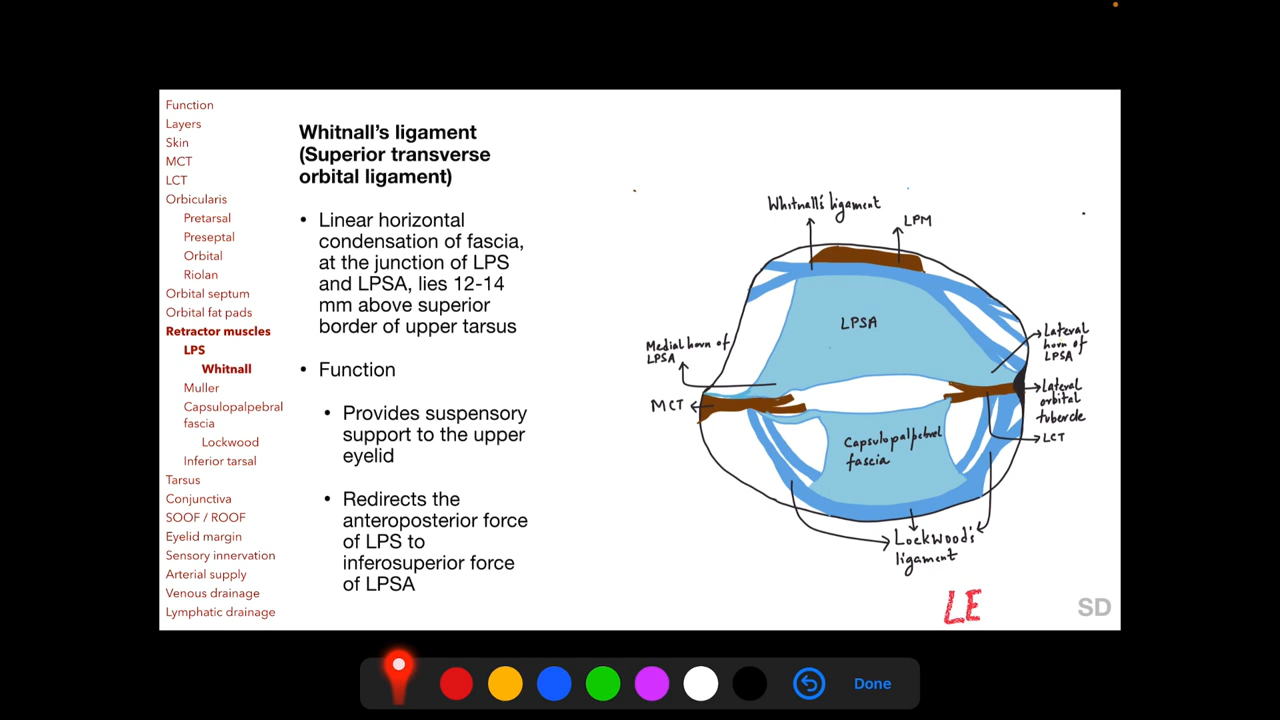 Function
Layers
Skin
MCT
LCT
Orbicularis
Pretarsal
Preseptal
Orbital
Riolan
Orbital septum
Orbital fat pads
Retractor muscles
LPS
Whitnall
Muller
Capsulopalpebral
fascia
Lockwood
Inferior tarsal
Tarsus
Conjunctiva
SOOF / ROOF
Eyelid margin
Sensory innervation
Arterial supply
Venous drainage
Lymphatic drainage
Whitnall's ligament
(Superior transverse
orbital ligament)
• Linear horizontal
condensation of fascia,
at the junction of LPS
and LPSA, lies 12-14
mm above superior
border of upper tarsus
• Function
• Provides suspensory
support to the upper
eyelid
• Redirects the
anteroposterior force
of LPS to
inferosuperior force
of LPSA
Whitnall's ligament
LPM
LPSA
Medial horn of
LPSA
MCT
Lateral
horn of
LPSA
Lateral
orbital
tubercle
LCT
Capsulopalpebral
fascia
Lockwood's
ligament
LE
SD
Done